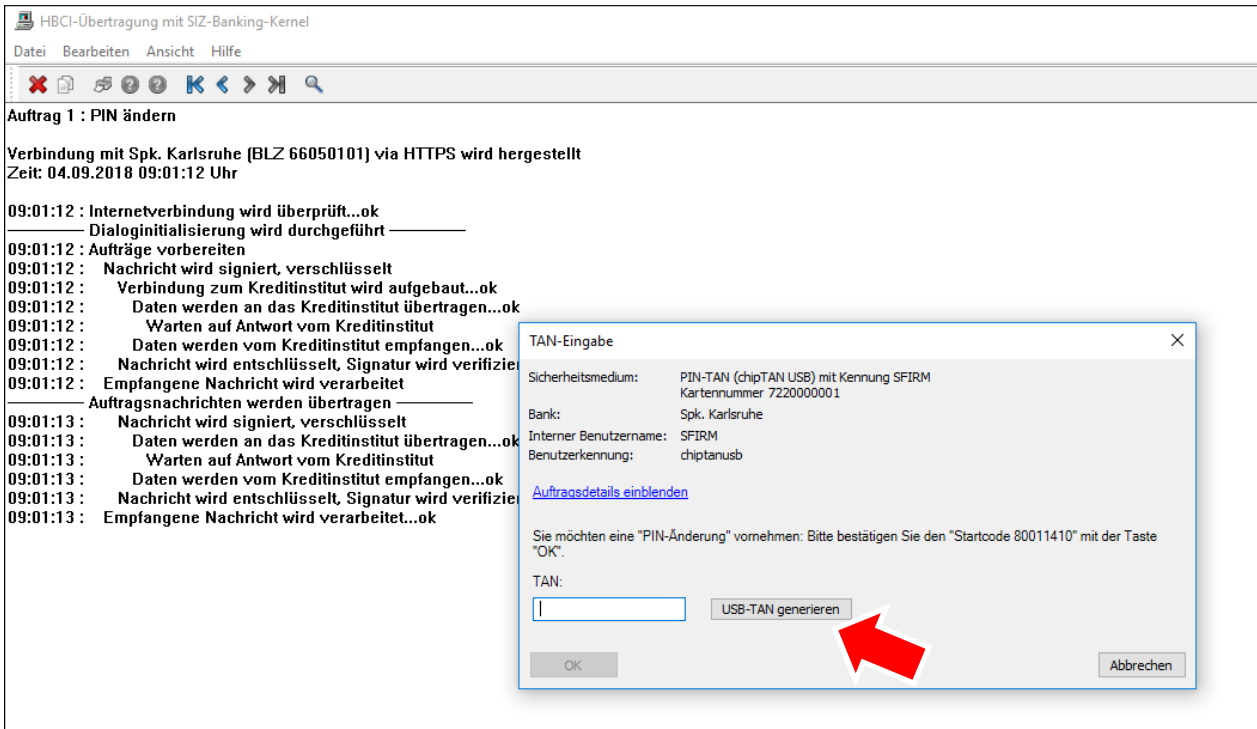 HBCI-Übertragung mit SIZ-Banking-Kernel
Datei Bearbeiten Ansicht Hilfe
Auftrag 1 : PIN ändern
Verbindung mit Spk. Karlsruhe (BLZ 66050101) via HTTPS wird hergestellt
Zeit: 04.09.2018 09:01:12 Uhr
09:01:12 : Internetverbindung wird überprüft...ok
Dialoginitialisierung wird durchgeführt
09:01:12 : Aufträge vorbereiten
09:01:12 : Nachricht wird signiert, verschlüsselt
09:01:12 : Verbindung zum Kreditinstitut wird aufgebaut...ok
09:01:12 : Daten werden an das Kreditinstitut übertragen...ok
09:01:12 : Warten auf Antwort vom Kreditinstitut
09:01:12 : Daten werden vom Kreditinstitut empfangen...ok
09:01:12 : Nachricht wird entschlüsselt, Signatur wird verifizie
09:01:12 : Empfangene Nachricht wird verarbeitet
Auftragsnachrichten werden übertragen
09:01:13 : Nachricht wird signiert, verschlüsselt
09:01:13 : Daten werden an das Kreditinstitut übertragen...ok
09:01:13 : Warten auf Antwort vom Kreditinstitut
09:01:13 : Daten werden vom Kreditinstitut empfangen...ok
09:01:13 : Nachricht wird entschlüsselt, Signatur wird verifizie
09:01:13 : Empfangene Nachricht wird verarbeitet...ok
TAN-Eingabe
Sicherheitsmedium: PIN-TAN (chipTAN USB) mit Kennung SFIRM
Kartennummer 7220000001
Bank: Spk. Karlsruhe
Interner Benutzername: SFIRM
Benutzerkennung: chiptanusb
Auftragsdetails einblenden
Sie möchten eine "PIN-Änderung" vornehmen: Bitte bestätigen Sie den "Startcode 80011410" mit der Taste
"OK".
TAN:
USB-TAN generieren
OK Abbrechen